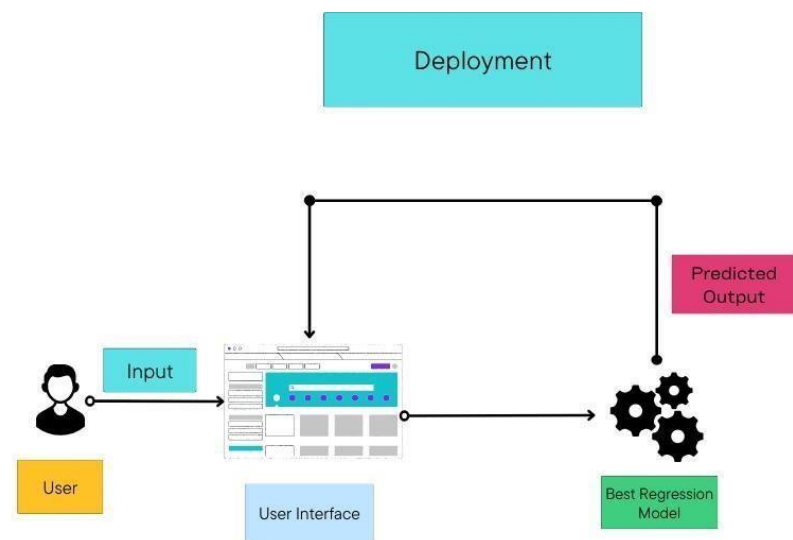 Deployment
Predicted
Output
Input
User
User Interface
Best Regression
Model